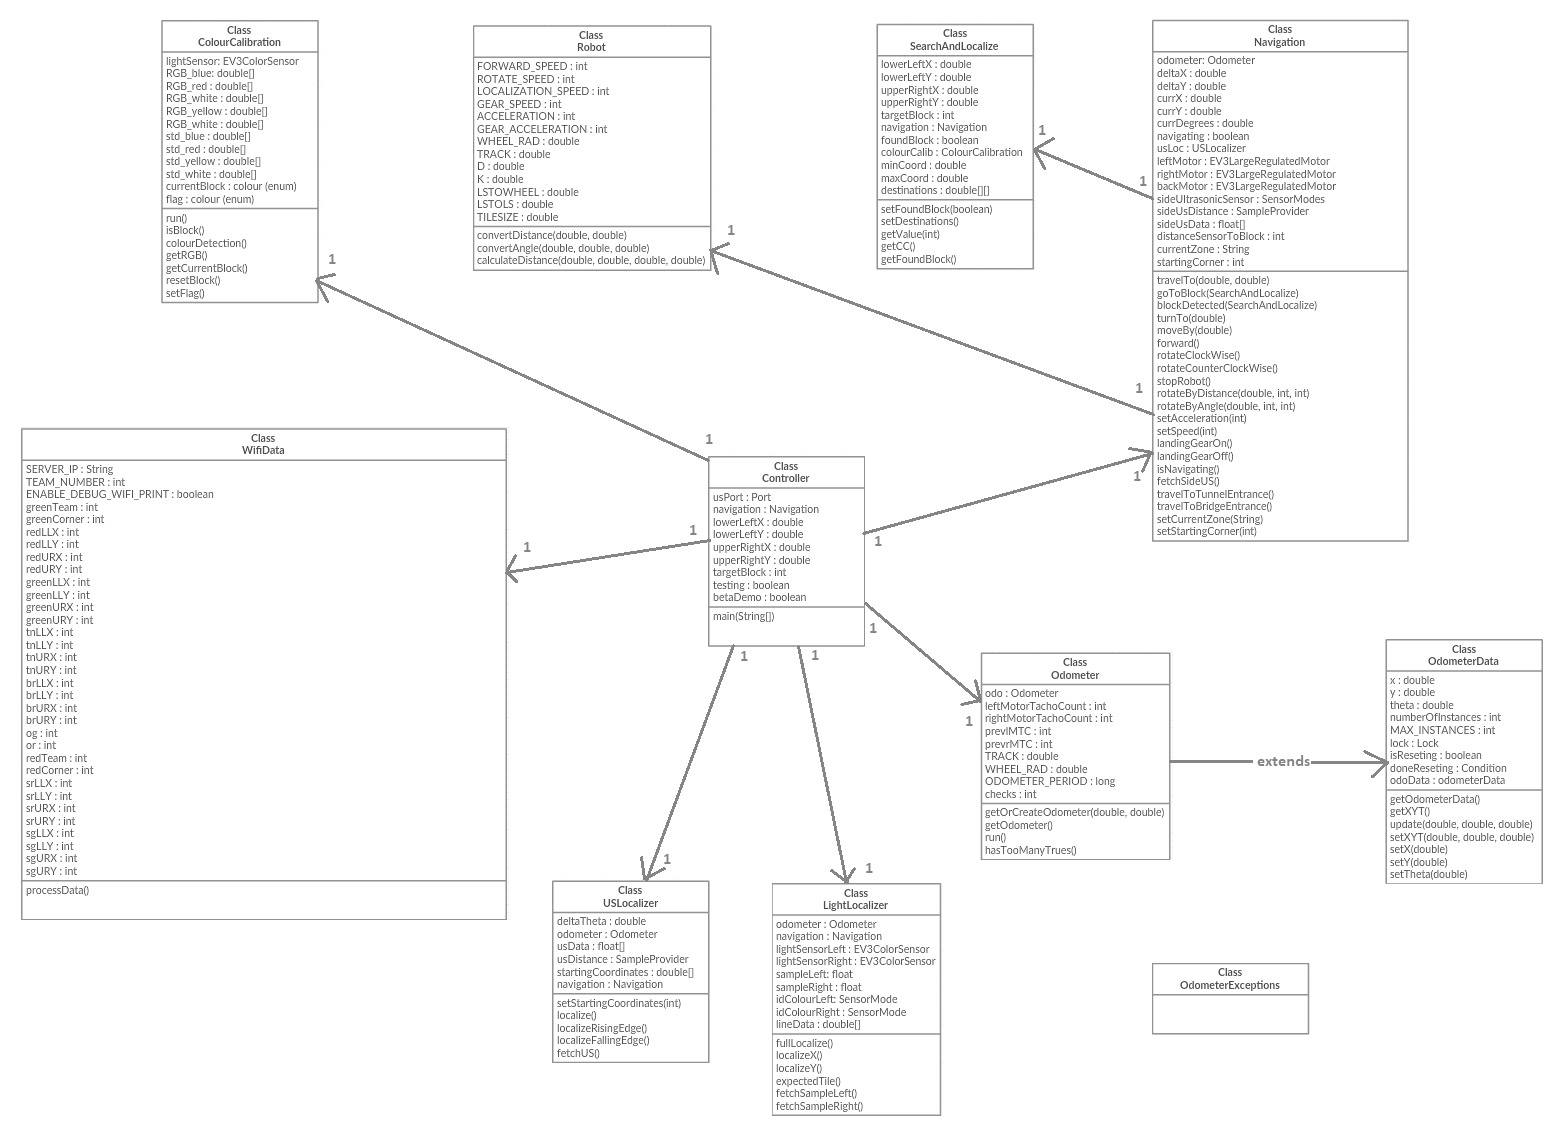 Class
ColourCalibration
lightSensor: EV3ColorSensor
RGB_blue: double[]
RGB_red : double[]
RGB_white : double[]
RGB_yellow : double[]
RGB_white : double[]
std_blue : double[]
std_red : double[]
std_yellow : double[]
std_white : double[]
currentBlock : colour (enum)
flag : colour (enum)
run()
isBlock()
colourDetection()
getRGB()
getCurrentBlock()
resetBlock()
setFlag()
1
Class
Robot
FORWARD_SPEED : int
ROTATE_SPEED : int
LOCALIZATION_SPEED : int
GEAR_SPEED : int
ACCELERATION : int
GEAR_ACCELERATION : int
WHEEL_RAD : double
TRACK : double
D : double
K : double
LSTOWHEEL : double
LSTOLS : double
TILESIZE : double
convertDistance(double, double)
convertAngle(double, double, double)
calculateDistance(double, double, double, double)
1
Class
SearchAndLocalize
lowerLeftX : double
lowerLeftY : double
upperRightX : double
upperRightY : double
targetBlock : int
navigation : Navigation
foundBlock : boolean
colourCalib : ColourCalibration
minCoord : double
maxCoord : double
destinations : double[][]
setFoundBlock(boolean)
setDestinations()
getValue(int)
getCC()
getFoundBlock()
1
1
Class
Navigation
odometer: Odometer
deltaX : double
deltaY : double
currX : double
currY : double
currDegrees : double
navigating : boolean
usLoc : USLocalizer
leftMotor : EV3LargeRegulatedMotor
rightMotor : EV3LargeRegulatedMotor
backMotor : EV3LargeRegulatedMotor
sideUltrasonicSensor : SensorModes
sideUsDistance : SampleProvider
sideUsData : float[]
distanceSensorToBlock : int
currentZone : String
startingCorner : int
travelTo(double, double)
goToBlock(SearchAndLocalize)
blockDetected(SearchAndLocalize)
turnTo(double)
moveBy(double)
forward()
rotateClockWise()
rotateCounterClockWise()
stopRobot()
rotateByDistance(double, int, int)
rotateByAngle(double, int, int)
setAcceleration(int)
setSpeed(int)
landingGearOn()
landingGearOff()
isNavigating()
fetchSideUS()
travelToTunnelEntrance()
travelToBridgeEntrance()
setCurrentZone(String)
setStartingCorner(int)
1
1
Class
WifiData
SERVER_IP : String
TEAM_NUMBER : int
ENABLE_DEBUG_WIFI_PRINT : boolean
greenTeam : int
greenCorner : int
redLLX : int
redLLY : int
redURX : int
redURY : int
greenLLX : int
greenLLY : int
greenURX : int
greenURY : int
tnLLX : int
tnLLY : int
tnURX : int
tnURY : int
brLLX : int
brLLY : int
brURX : int
brURY : int
og : int
or : int
redTeam : int
redCorner : int
srLLX : int
srLLY : int
srURX : int
srURY : int
sgLLX : int
sgLLY : int
sgURX : int
sgURY : int
processData()
1
1
1
Class
Controller
usPort : Port
navigation : Navigation
lowerLeftX : double
lowerLeftY : double
upperRightX : double
upperRightY : double
targetBlock : int
testing : boolean
betaDemo : boolean
main(String[])
1
1
1
1
1
Class
Odometer
odo : Odometer
leftMotorTachoCount : int
rightMotorTachoCount : int
prevlMTC : int
prevrMTC : int
TRACK : double
WHEEL_RAD : double
ODOMETER_PERIOD : long
checks : int
getOrCreateOdometer(double, double)
getOdometer()
run()
hasTooManyTrues()
extends
Class
OdometerData
x : double
y : double
theta : double
numberOfInstances : int
MAX_INSTANCES : int
lock : Lock
isReseting : boolean
doneReseting : Condition
odoData : odometerData
getOdometerData()
getXYT()
update(double, double, double)
setXYT(double, double, double)
setX(double)
setY(double)
setTheta(double)
1
Class
USLocalizer
deltaTheta : double
odometer : Odometer
usData : float[]
usDistance : SampleProvider
startingCoordinates : double[]
navigation : Navigation
setStartingCoordinates(int)
localize()
localizeRisingEdge()
localizeFallingEdge()
fetchUS()
1
Class
LightLocalizer
odometer : Odometer
navigation : Navigation
lightSensorLeft : EV3ColorSensor
lightSensorRight : EV3ColorSensor
sampleLeft: float
sampleRight : float
idColourLeft: SensorMode
idColourRight : SensorMode
lineData : double[]
fullLocalize()
localizeX()
localizeY()
expectedTile()
fetchSampleLeft()
fetchSampleRight()
Class
OdometerExceptions